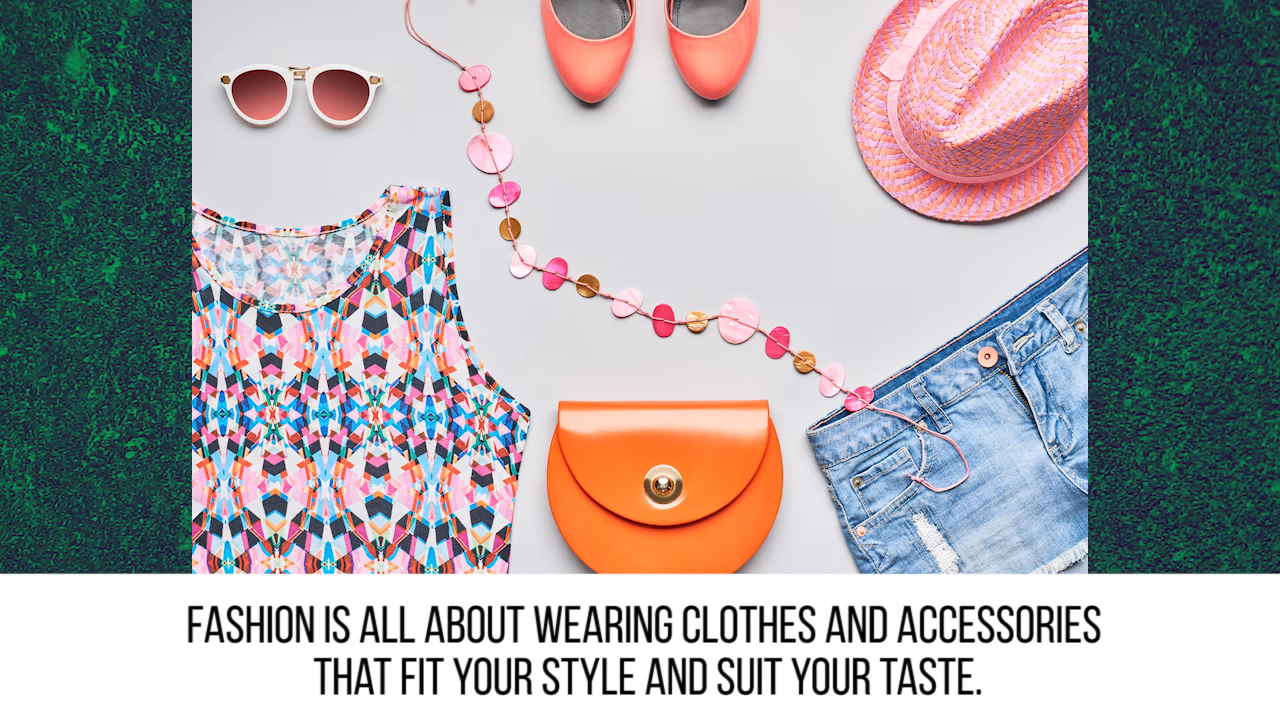 FASHION IS ALL ABOUT WEARING CLOTHES AND ACCESSORIES
THAT FIT YOUR STYLE AND SUIT YOUR TASTE.